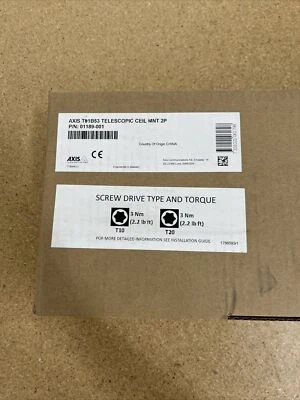 AXIS T91B53 TELESCOPIC CEIL MNT 2P
P/N: 01189-001
Country Of Origin: CHINA
AXIS
CE
SCREW DRIVE TYPE AND TORQUE
3 Nm
(2.2 lb ft)
T10
3 Nm
(2.2 lb ft)
T20
FOR MORE DETAILED INFORMATION SEE INSTALLATION GUIDE